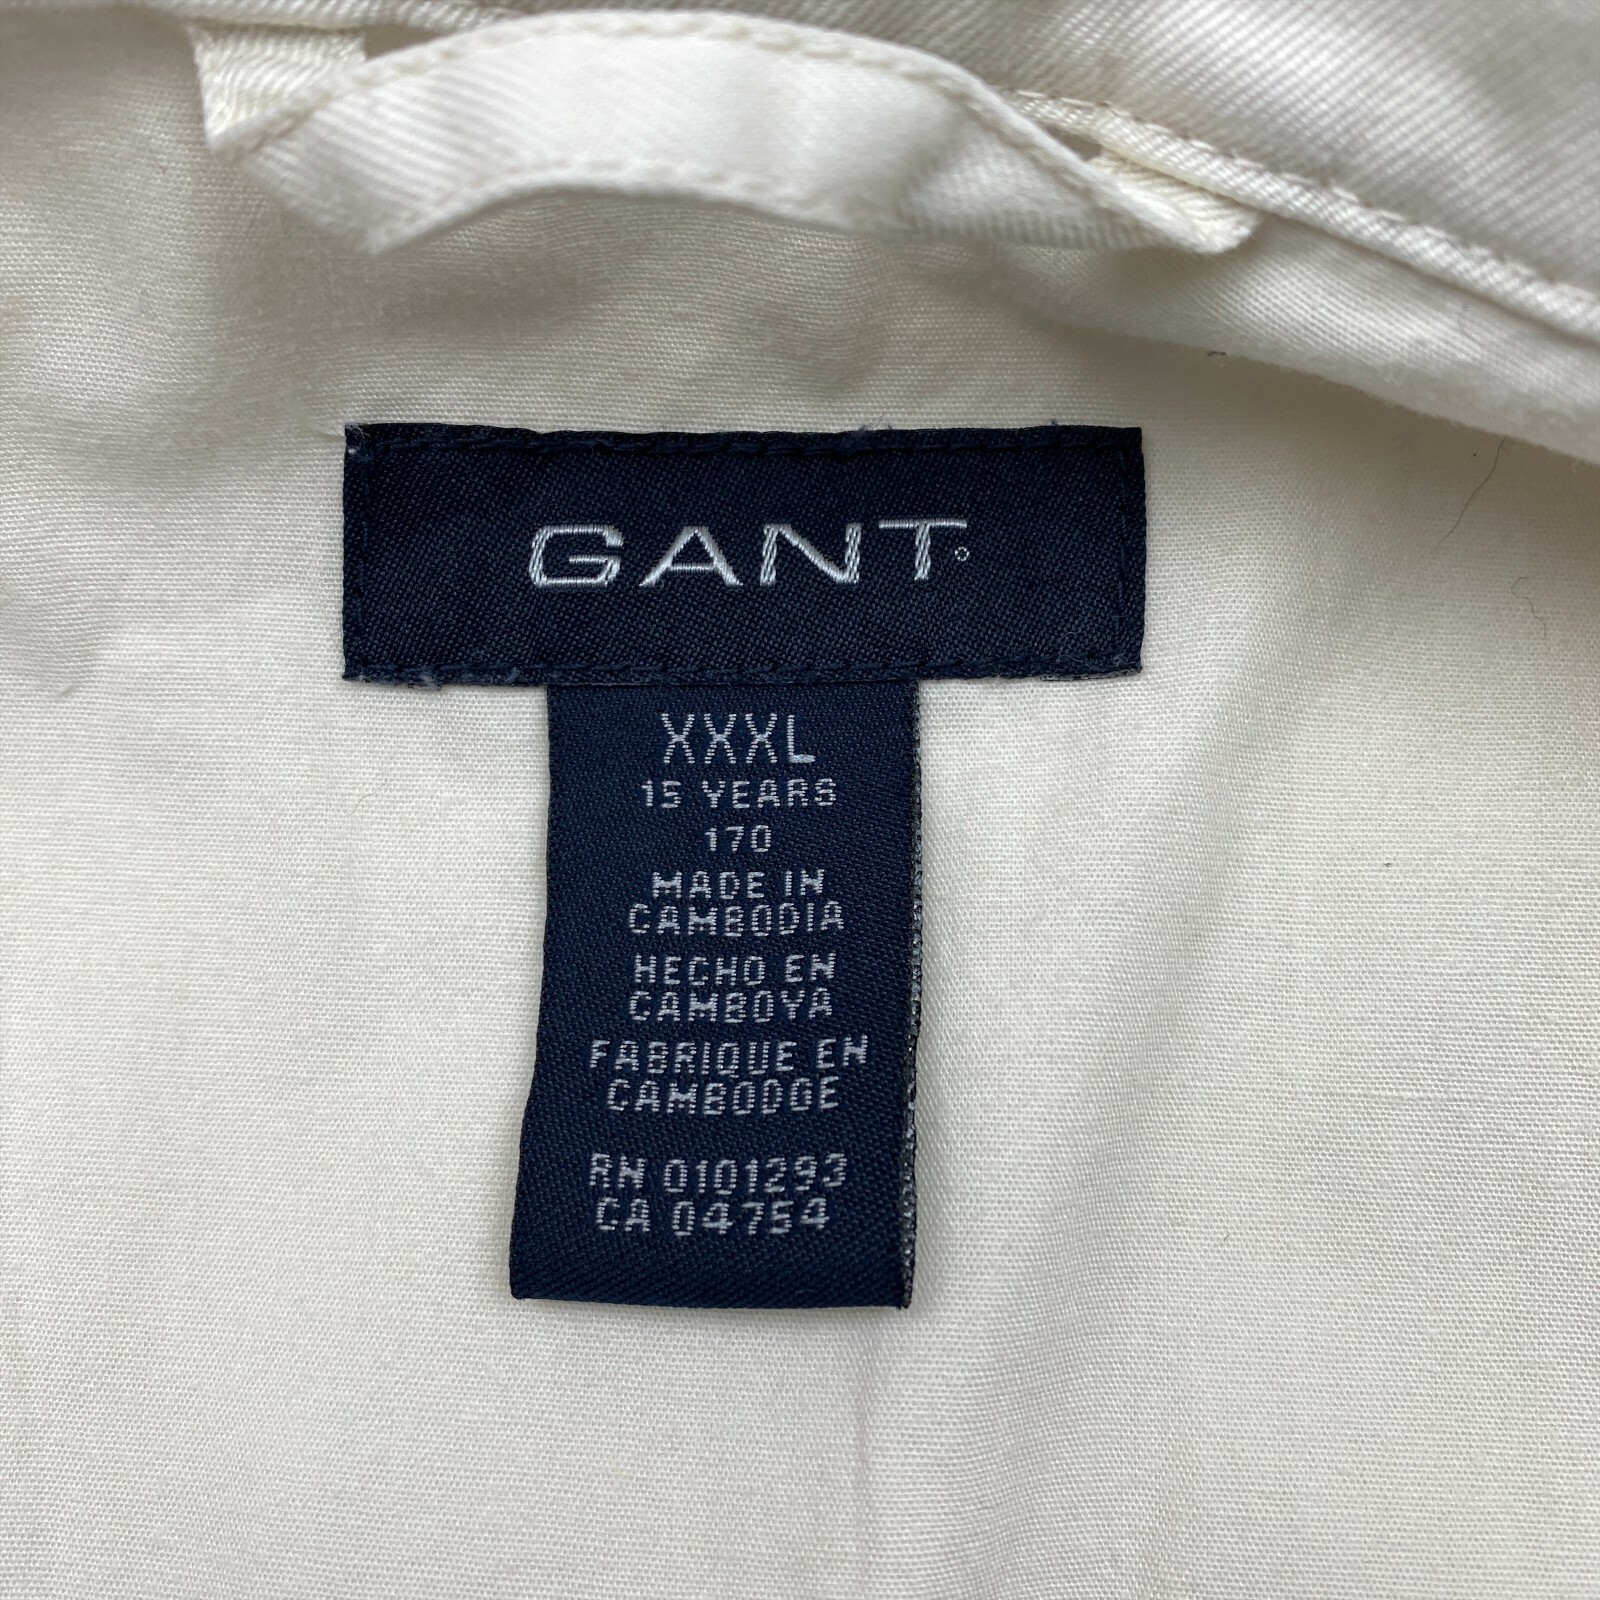 GANT
XXXL
15 YEARS
170
MADE IN
CAMBODIA
HECHO EN
CAMBOYA
FABRIQUE EN
CAMBODGE
RN 0101293
CA 04754